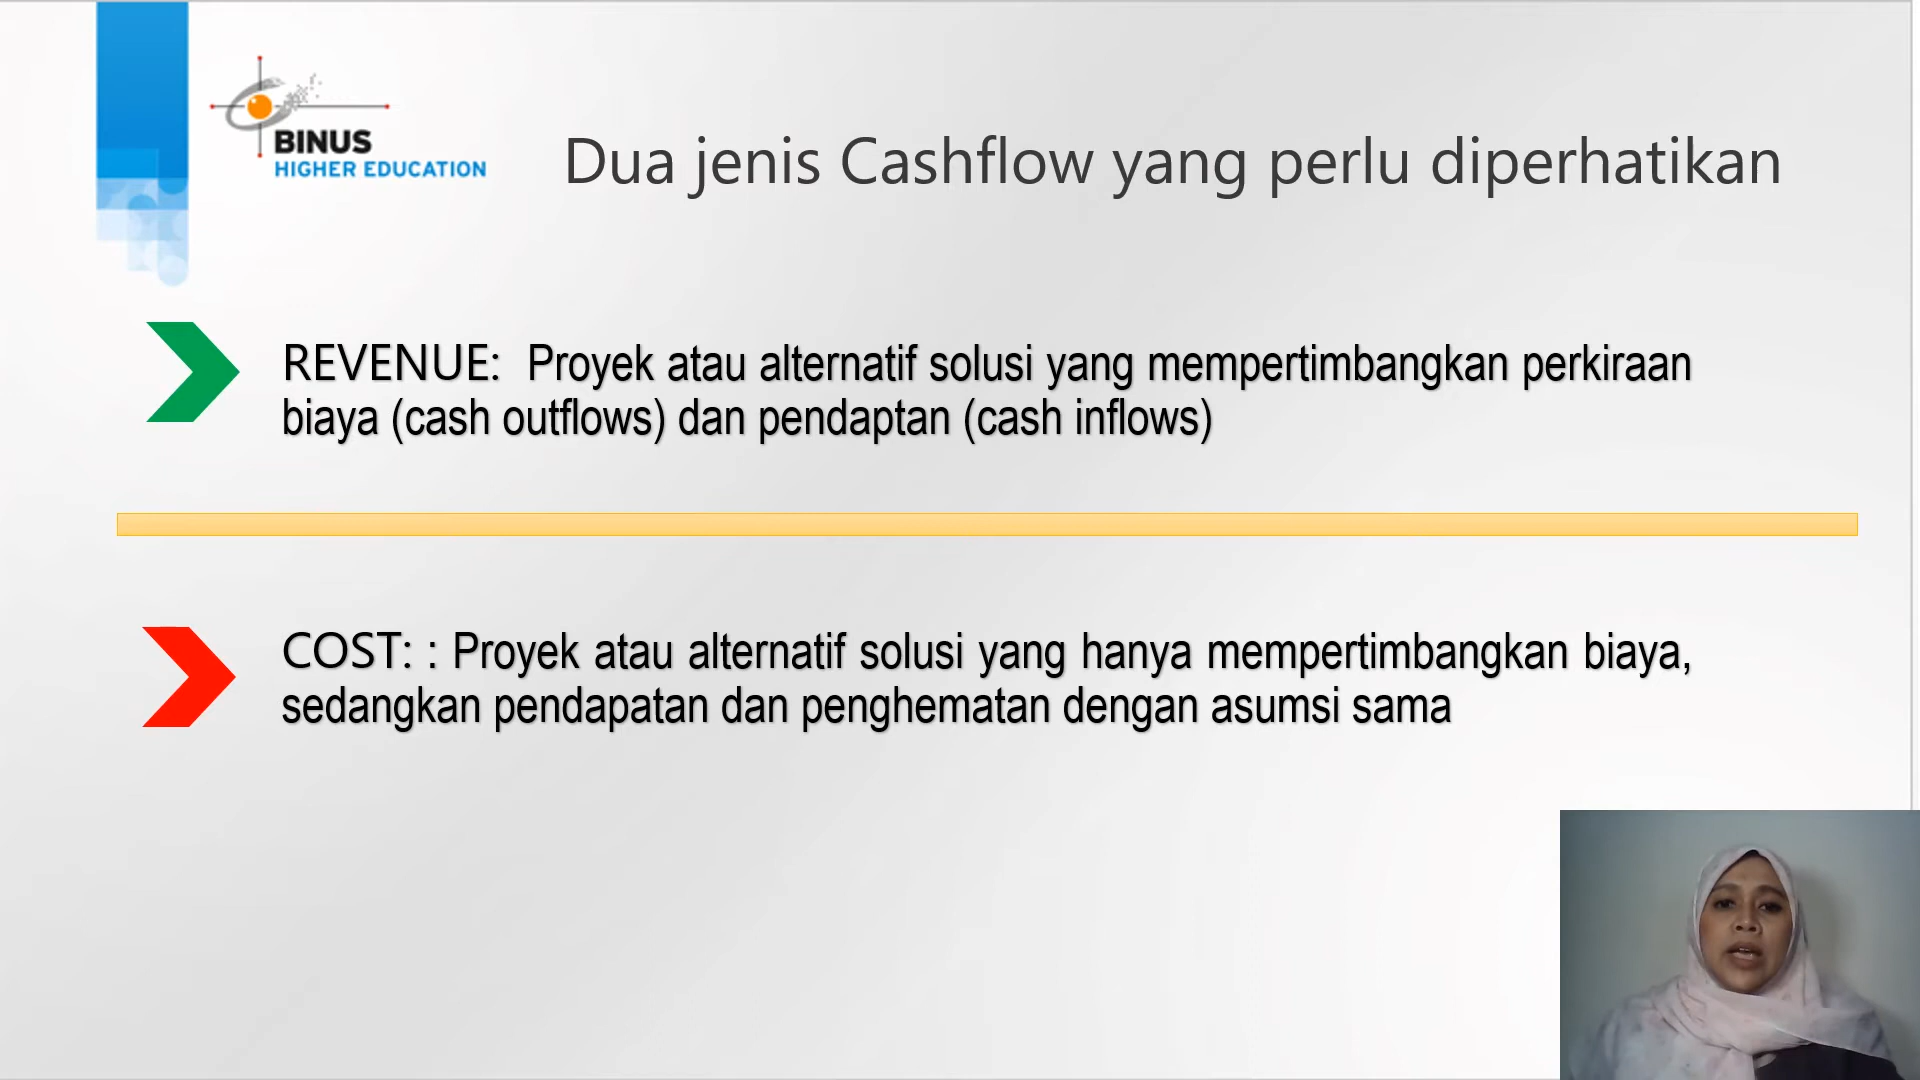 BINUS
HIGHER EDUCATION
Dua jenis Cashflow yang perlu diperhatikan
REVENUE: Proyek atau alternatif solusi yang mempertimbangkan perkiraan
biaya (cash outflows) dan pendaptan (cash inflows)
COST: : Proyek atau alternatif solusi yang hanya mempertimbangkan biaya,
sedangkan pendapatan dan penghematan dengan asumsi sama